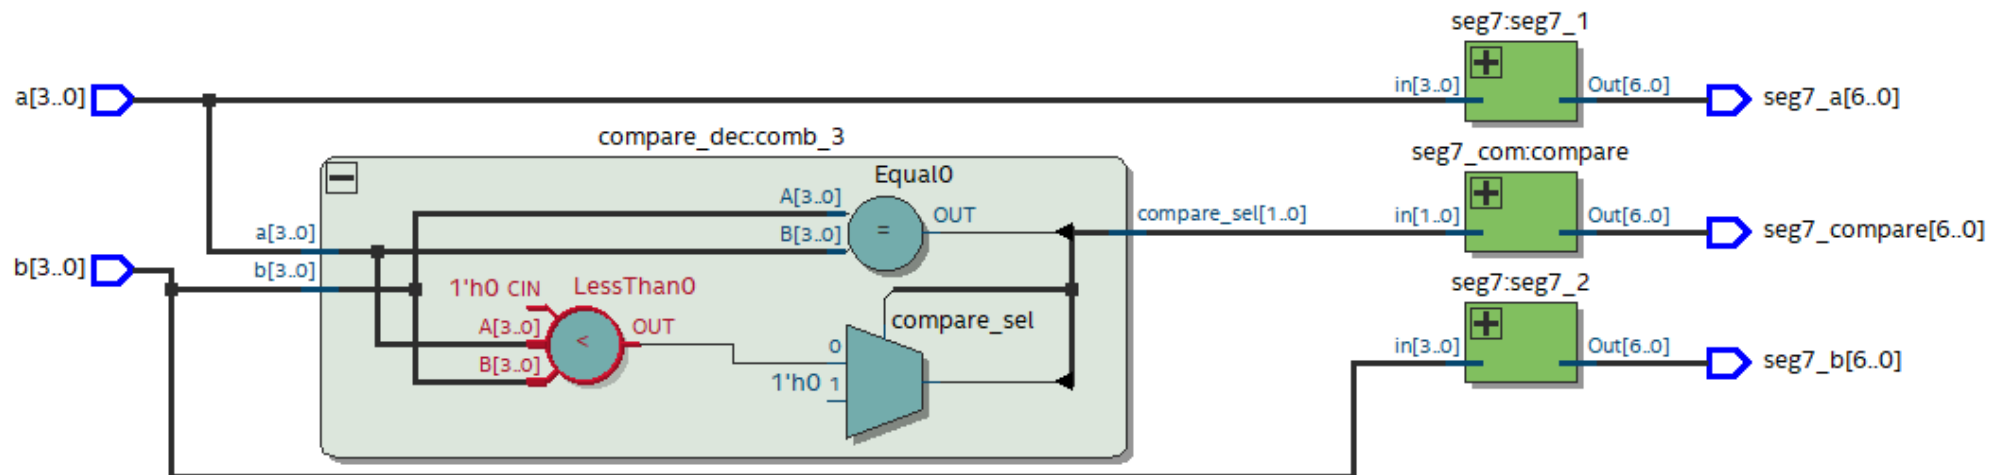 seg7:seg7_1
a[3..0]
in[3..0]
Out[6..0]
seg7_a[6..0]
compare_dec:comb_3
seg7_com:compare
Equal0
A[3..0]
OUT
compare_sel[1..0]
in[1..0]
Out[6..0]
seg7_compare[6..0]
a[3..0]
B[3..0]
=
b[3..0]
b[3..0]
1'h0 CIN
LessThan0
seg7:seg7_2
A[3..0]
OUT
<
compare_sel
B[3..0]
0
1'h0 1
in[3..0]
Out[6..0]
seg7_b[6..0]